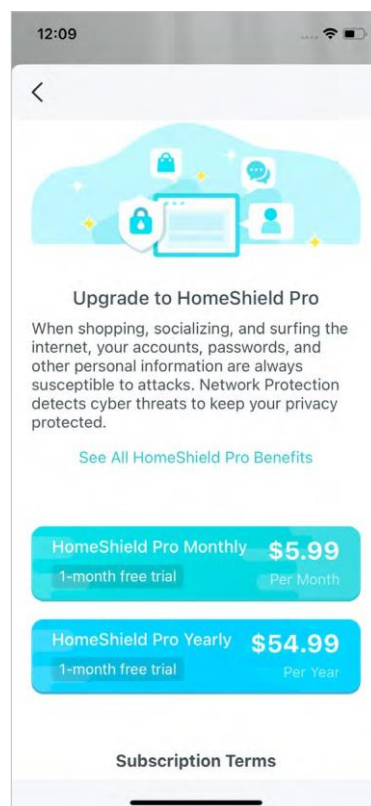 12:09
Upgrade to HomeShield Pro
When shopping, socializing, and surfing the
internet, your accounts, passwords, and
other personal information are always
susceptible to attacks. Network Protection
detects cyber threats to keep your privacy
protected.
See All HomeShield Pro Benefits
HomeShield Pro Monthly $5.99
1-month free trial Per Month
HomeShield Pro Yearly $54.99
1-month free trial Per Year
Subscription Terms